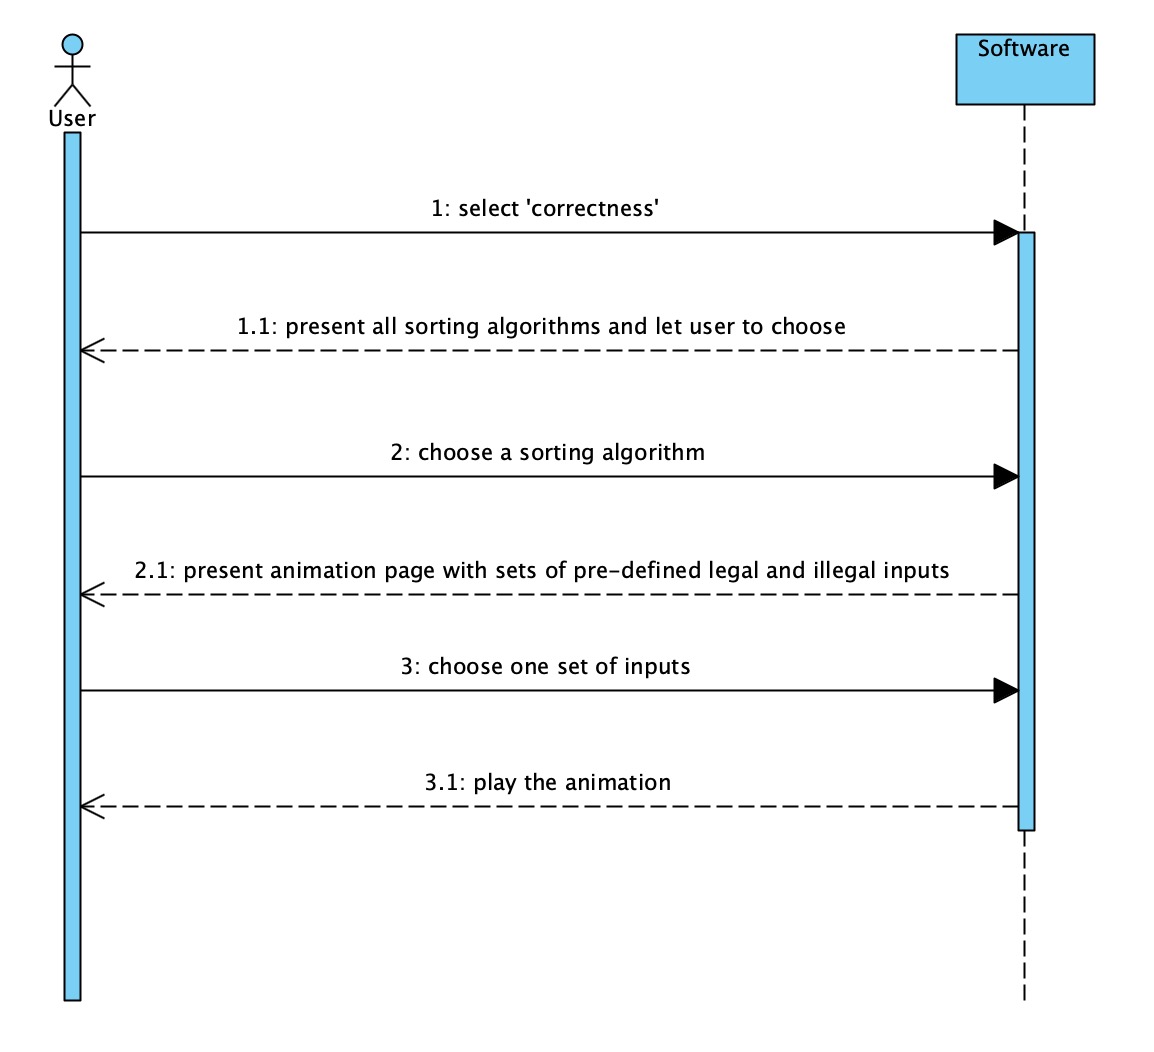 User
Software
1: select 'correctness'
1.1: present all sorting algorithms and let user to choose
2: choose a sorting algorithm
2.1: present animation page with sets of pre-defined legal and illegal inputs
3: choose one set of inputs
3.1: play the animation